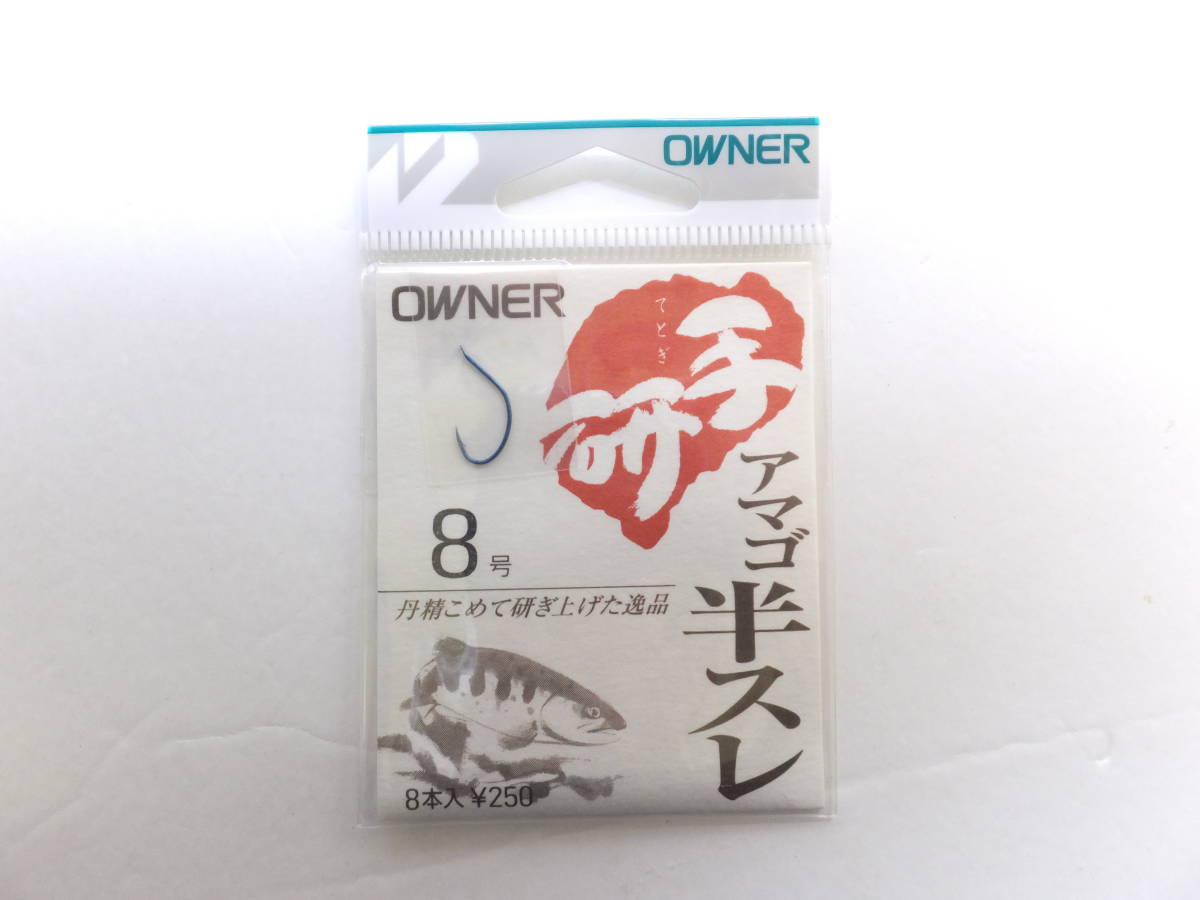 OWNER
OWNER
手研
てとぎ
アマゴ半スレ
8号
丹精こめて研ぎ上げた逸品
8本入 ¥250